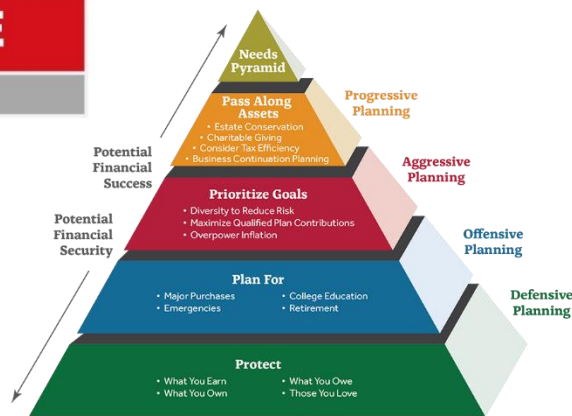 E
Needs
Pyramid
Pass Along
Assets
• Estate Conservation
• Charitable Giving
• Consider Tax Efficiency
• Business Continuation Planning
Progressive
Planning
Potential
Financial
Success
Aggressive
Planning
Prioritize Goals
• Diversity to Reduce Risk
• Maximize Qualified Plan Contributions
• Overpower Inflation
Potential
Financial
Security
Offensive
Planning
Plan For
• Major Purchases • College Education
• Emergencies • Retirement
Defensive
Planning
Protect
• What You Earn • What You Owe
• What You Own • Those You Love